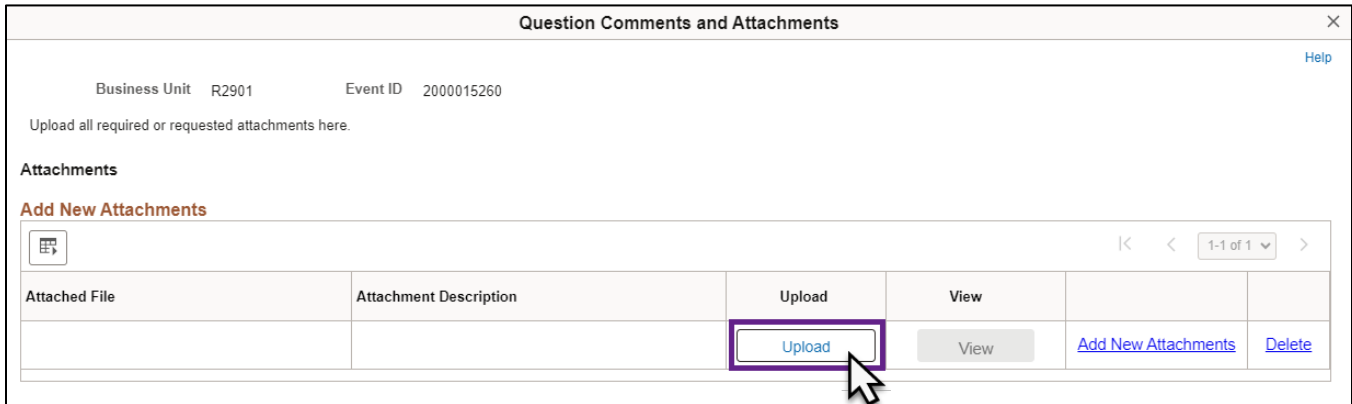 Question Comments and Attachments
Help
Business Unit R2901 Event ID 2000015260
Upload all required or requested attachments here.
Attachments
Add New Attachments
1-1 of 1
Attached File Attachment Description Upload View
Upload View Add New Attachments Delete